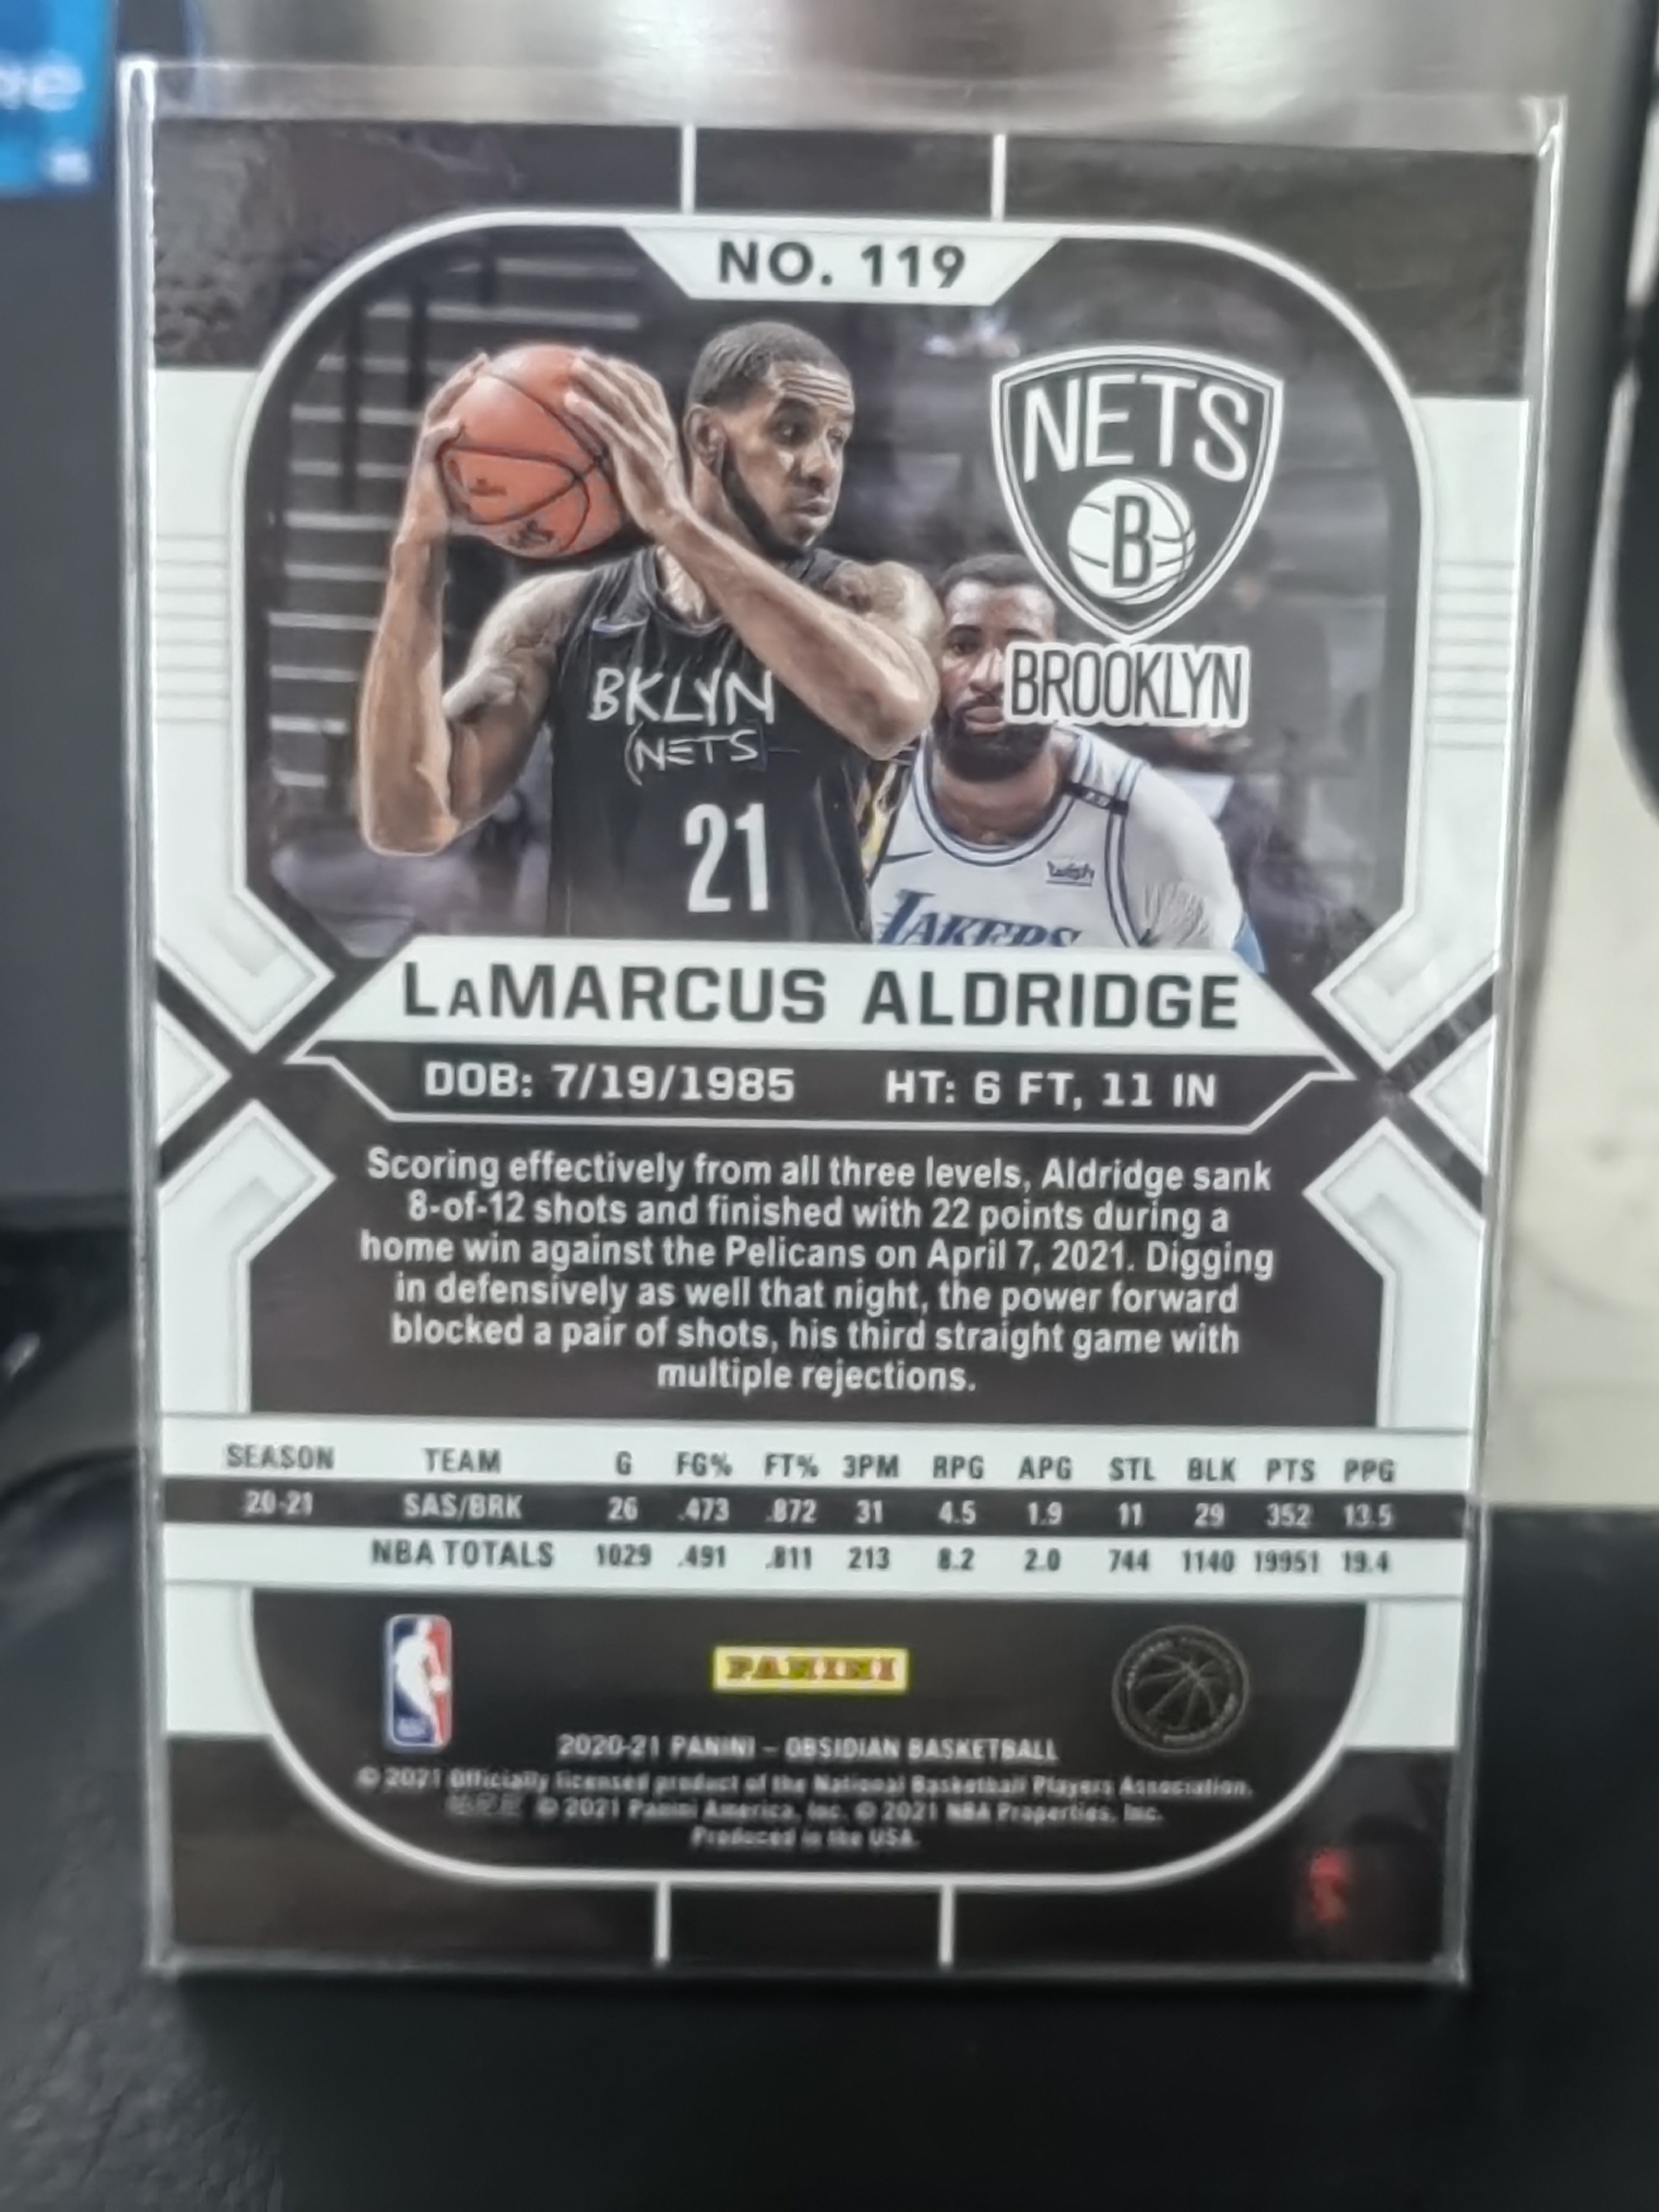 NO. 119
NETS
B
BROOKLYN
BKLYN
(NETS
21
wish
LAKERS
LaMARCUS ALDRIDGE
DOB: 7/19/1985 HT: 6 FT, 11 IN
Scoring effectively from all three levels, Aldridge sank
8-of-12 shots and finished with 22 points during a
home win against the Pelicans on April 7, 2021. Digging
in defensively as well that night, the power forward
blocked a pair of shots, his third straight game with
multiple rejections.
SEASON TEAM G FG% FT% 3PM RPG APG STL BLK PTS PPG
20-21 SAS/BRK 26 .473 .872 31 4.5 1.9 11 29 352 13.5
NBA TOTALS 1029 .491 .811 213 8.2 2.0 744 1140 19951 19.4
PANINI
2020-21 PANINI – OBSIDIAN BASKETBALL
© 2021 Officially licensed product of the National Basketball Players Association.
© 2021 Panini America, Inc. © 2021 NBA Properties, Inc.
Produced in the USA.